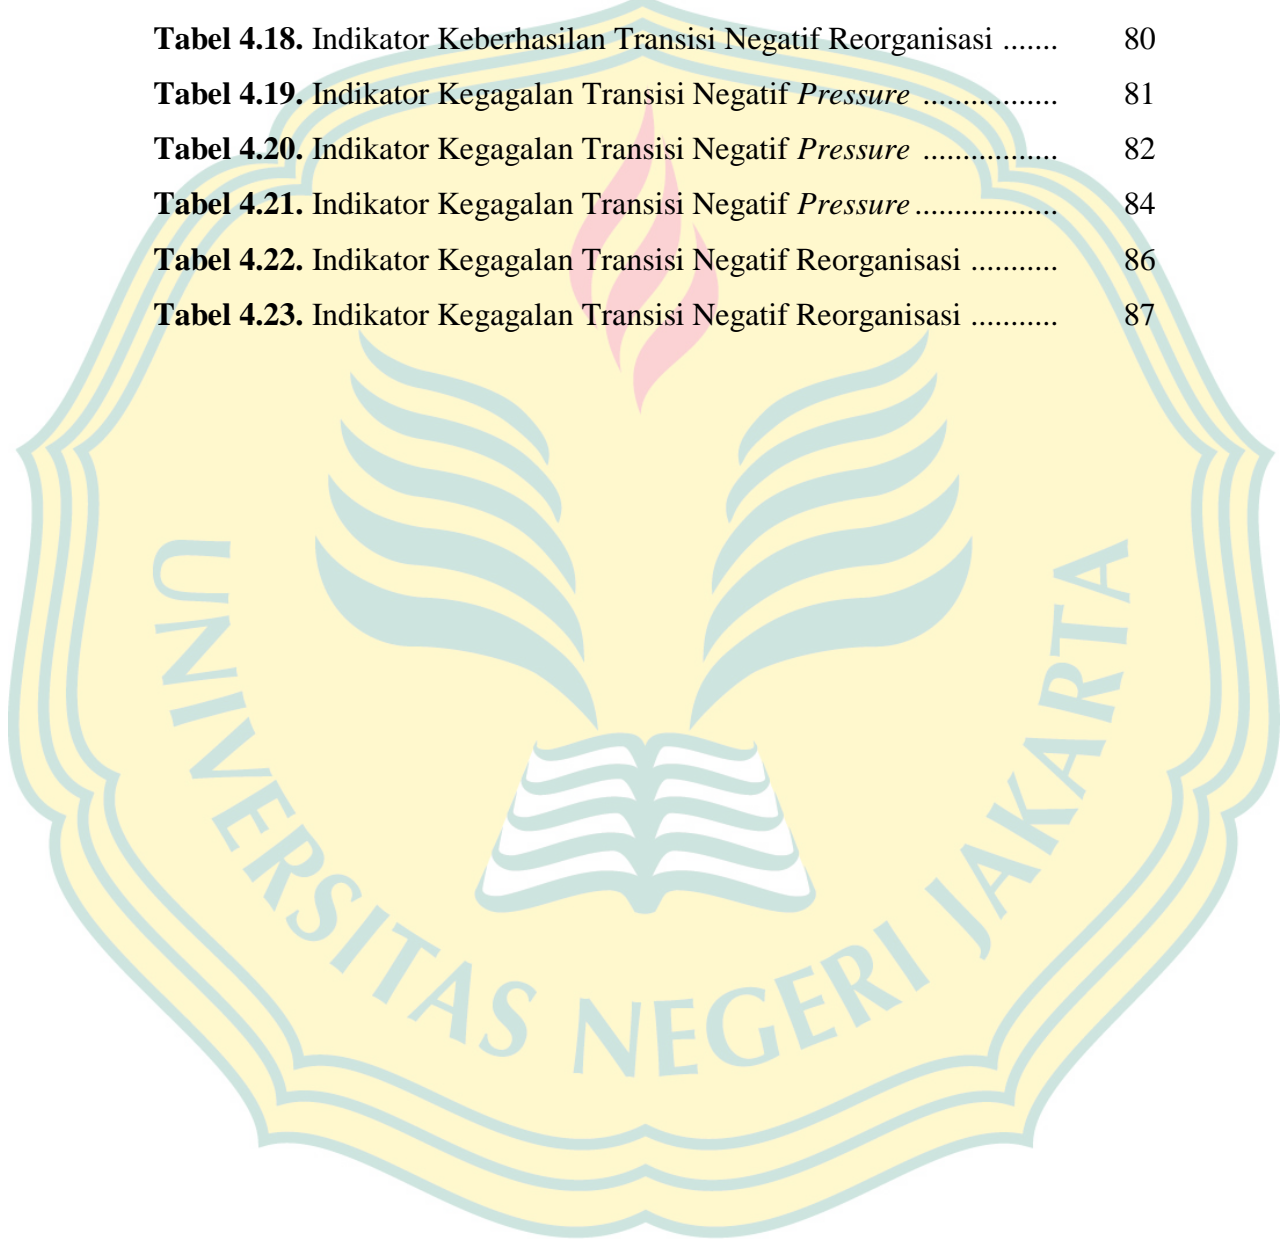 Tabel 4.18. Indikator Keberhasilan Transisi Negatif Reorganisasi ....... 80
Tabel 4.19. Indikator Kegagalan Transisi Negatif Pressure ................ 81
Tabel 4.20. Indikator Kegagalan Transisi Negatif Pressure ................ 82
Tabel 4.21. Indikator Kegagalan Transisi Negatif Pressure ................. 84
Tabel 4.22. Indikator Kegagalan Transisi Negatif Reorganisasi ........... 86
Tabel 4.23. Indikator Kegagalan Transisi Negatif Reorganisasi ........... 87
UNIVERSITAS NEGERI JAKARTA